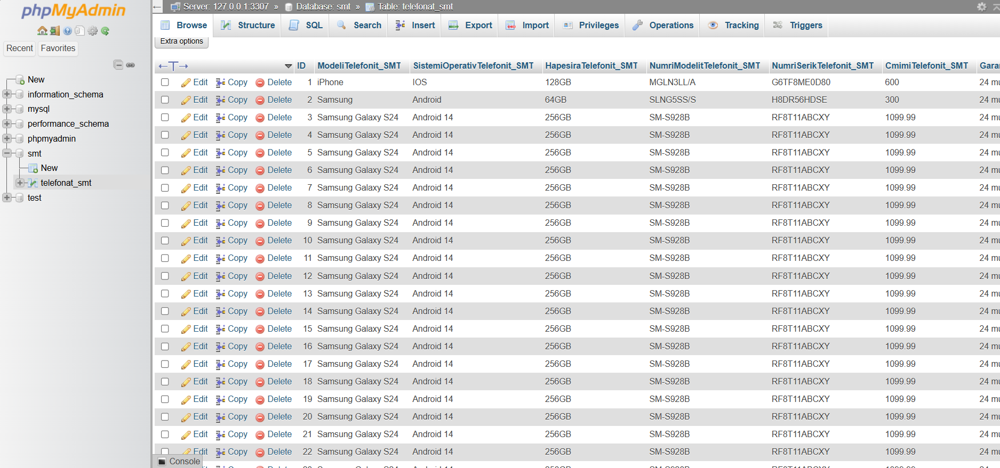 phpMyAdmin
Recent Favorites
New
information_schema
mysql
performance_schema
phpmyadmin
smt
New
telefonat_smt
test
Server: 127.0.0.1:3307 » Database: smt » Table: telefonat_smt
Browse Structure SQL Search Insert Export Import Privileges Operations Tracking Triggers
Extra options
←T→ ID ModeliTelefonit_SMT SistemiOperativTelefonit_SMT HapesiraTelefonit_SMT NumriModelitTelefonit_SMT NumriSerikTelefonit_SMT CmimiTelefonit_SMT Garan
Edit Copy Delete 1 iPhone IOS 128GB MGLN3LL/A G6TF8ME0D80 600 24 mu
Edit Copy Delete 2 Samsung Android 64GB SLNG5SS/S H8DR56HDSE 300 24 mu
Edit Copy Delete 3 Samsung Galaxy S24 Android 14 256GB SM-S928B RF8T11ABCXY 1099.99 24 mu
Edit Copy Delete 4 Samsung Galaxy S24 Android 14 256GB SM-S928B RF8T11ABCXY 1099.99 24 mu
Edit Copy Delete 5 Samsung Galaxy S24 Android 14 256GB SM-S928B RF8T11ABCXY 1099.99 24 mu
Edit Copy Delete 6 Samsung Galaxy S24 Android 14 256GB SM-S928B RF8T11ABCXY 1099.99 24 mu
Edit Copy Delete 7 Samsung Galaxy S24 Android 14 256GB SM-S928B RF8T11ABCXY 1099.99 24 mu
Edit Copy Delete 8 Samsung Galaxy S24 Android 14 256GB SM-S928B RF8T11ABCXY 1099.99 24 mu
Edit Copy Delete 9 Samsung Galaxy S24 Android 14 256GB SM-S928B RF8T11ABCXY 1099.99 24 mu
Edit Copy Delete 10 Samsung Galaxy S24 Android 14 256GB SM-S928B RF8T11ABCXY 1099.99 24 mu
Edit Copy Delete 11 Samsung Galaxy S24 Android 14 256GB SM-S928B RF8T11ABCXY 1099.99 24 mu
Edit Copy Delete 12 Samsung Galaxy S24 Android 14 256GB SM-S928B RF8T11ABCXY 1099.99 24 mu
Edit Copy Delete 13 Samsung Galaxy S24 Android 14 256GB SM-S928B RF8T11ABCXY 1099.99 24 mu
Edit Copy Delete 14 Samsung Galaxy S24 Android 14 256GB SM-S928B RF8T11ABCXY 1099.99 24 mu
Edit Copy Delete 15 Samsung Galaxy S24 Android 14 256GB SM-S928B RF8T11ABCXY 1099.99 24 mu
Edit Copy Delete 16 Samsung Galaxy S24 Android 14 256GB SM-S928B RF8T11ABCXY 1099.99 24 mu
Edit Copy Delete 17 Samsung Galaxy S24 Android 14 256GB SM-S928B RF8T11ABCXY 1099.99 24 mu
Edit Copy Delete 18 Samsung Galaxy S24 Android 14 256GB SM-S928B RF8T11ABCXY 1099.99 24 mu
Edit Copy Delete 19 Samsung Galaxy S24 Android 14 256GB SM-S928B RF8T11ABCXY 1099.99 24 mu
Edit Copy Delete 20 Samsung Galaxy S24 Android 14 256GB SM-S928B RF8T11ABCXY 1099.99 24 mu
Edit Copy Delete 21 Samsung Galaxy S24 Android 14 256GB SM-S928B RF8T11ABCXY 1099.99 24 mu
Edit Copy Delete 22 Samsung Galaxy S24 Android 14 256GB SM-S928B RF8T11ABCXY 1099.99 24 mu
Console